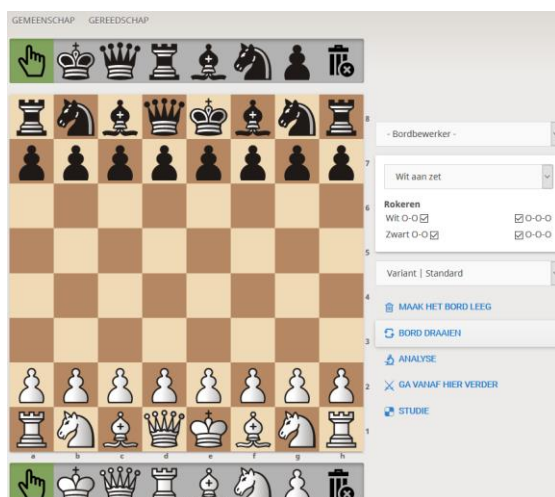 GEMEENSCHAP GEREEDSCHAP
8
- Bordbewerker -
7
Wit aan zet
6
Rokeren
Wit O-O O-O-O
Zwart O-O O-O-O
5
Variant | Standard
4
MAAK HET BORD LEEG
3
BORD DRAAIEN
ANALYSE
2
GA VANAF HIER VERDER
STUDIE
1
a b c d e f g h